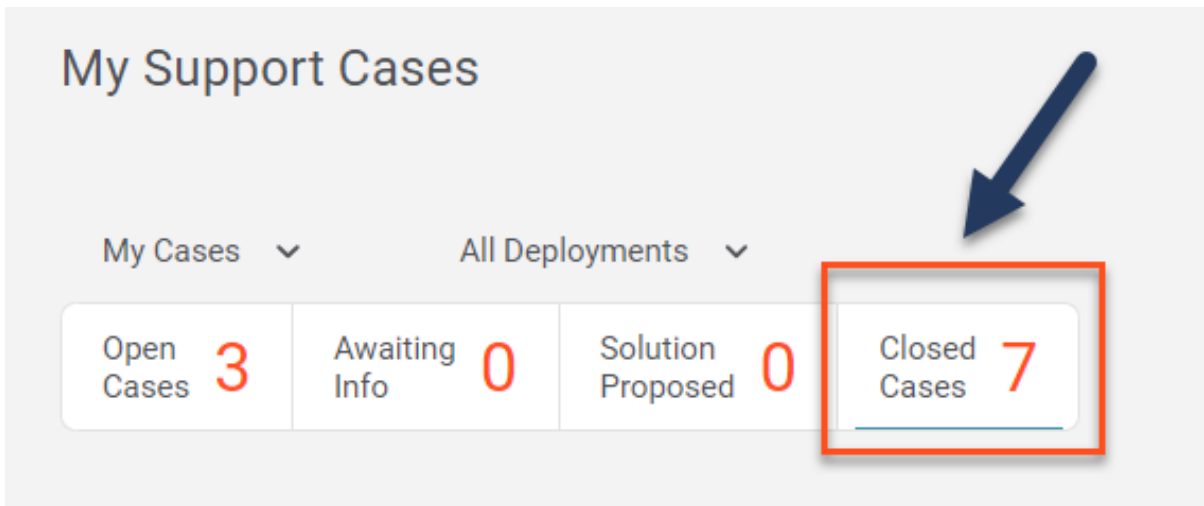 My Support Cases
My Cases
All Deployments
Open
Cases
3
Awaiting
Info
0
Solution
Proposed
0
Closed
Cases
7